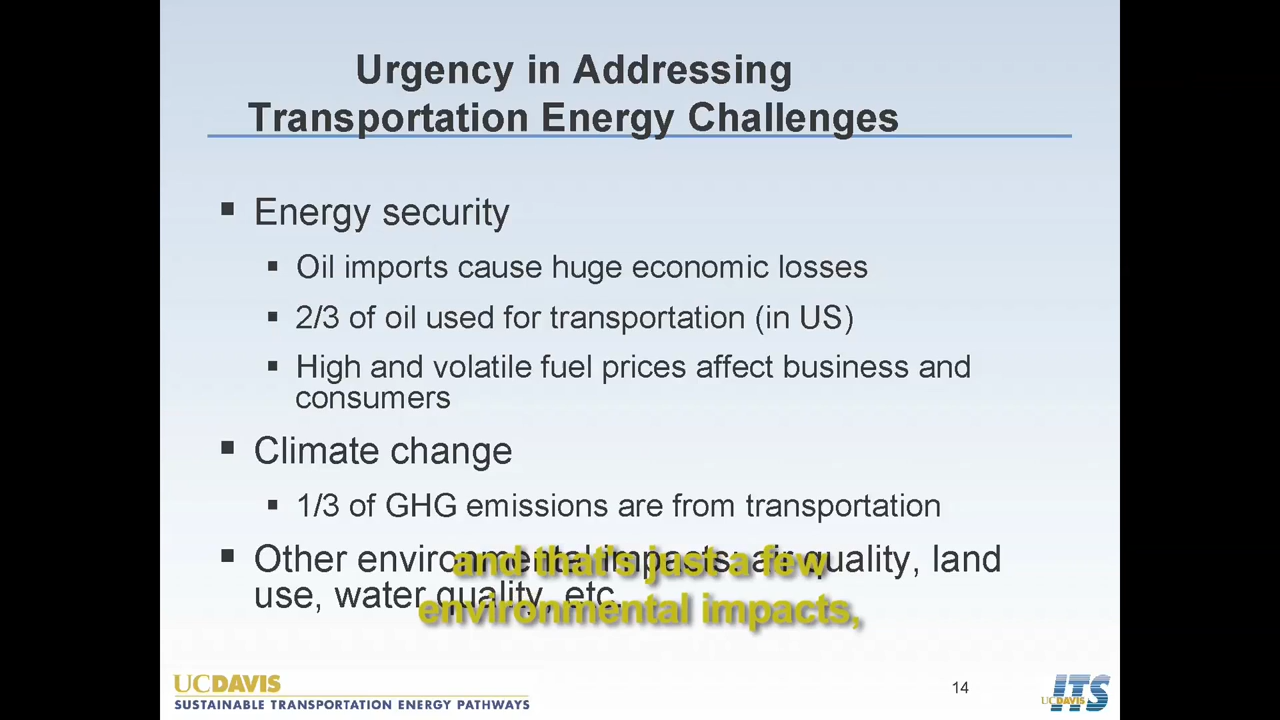 Urgency in Addressing
Transportation Energy Challenges
▪ Energy security
▪ Oil imports cause huge economic losses
▪ 2/3 of oil used for transportation (in US)
▪ High and volatile fuel prices affect business and
consumers
▪ Climate change
▪ 1/3 of GHG emissions are from transportation
▪ Other environmental impacts: air quality, land
use, water quality, etc.
and that's just a few
environmental impacts,
UCDAVIS
SUSTAINABLE TRANSPORTATION ENERGY PATHWAYS
14
UCDAVIS ITS